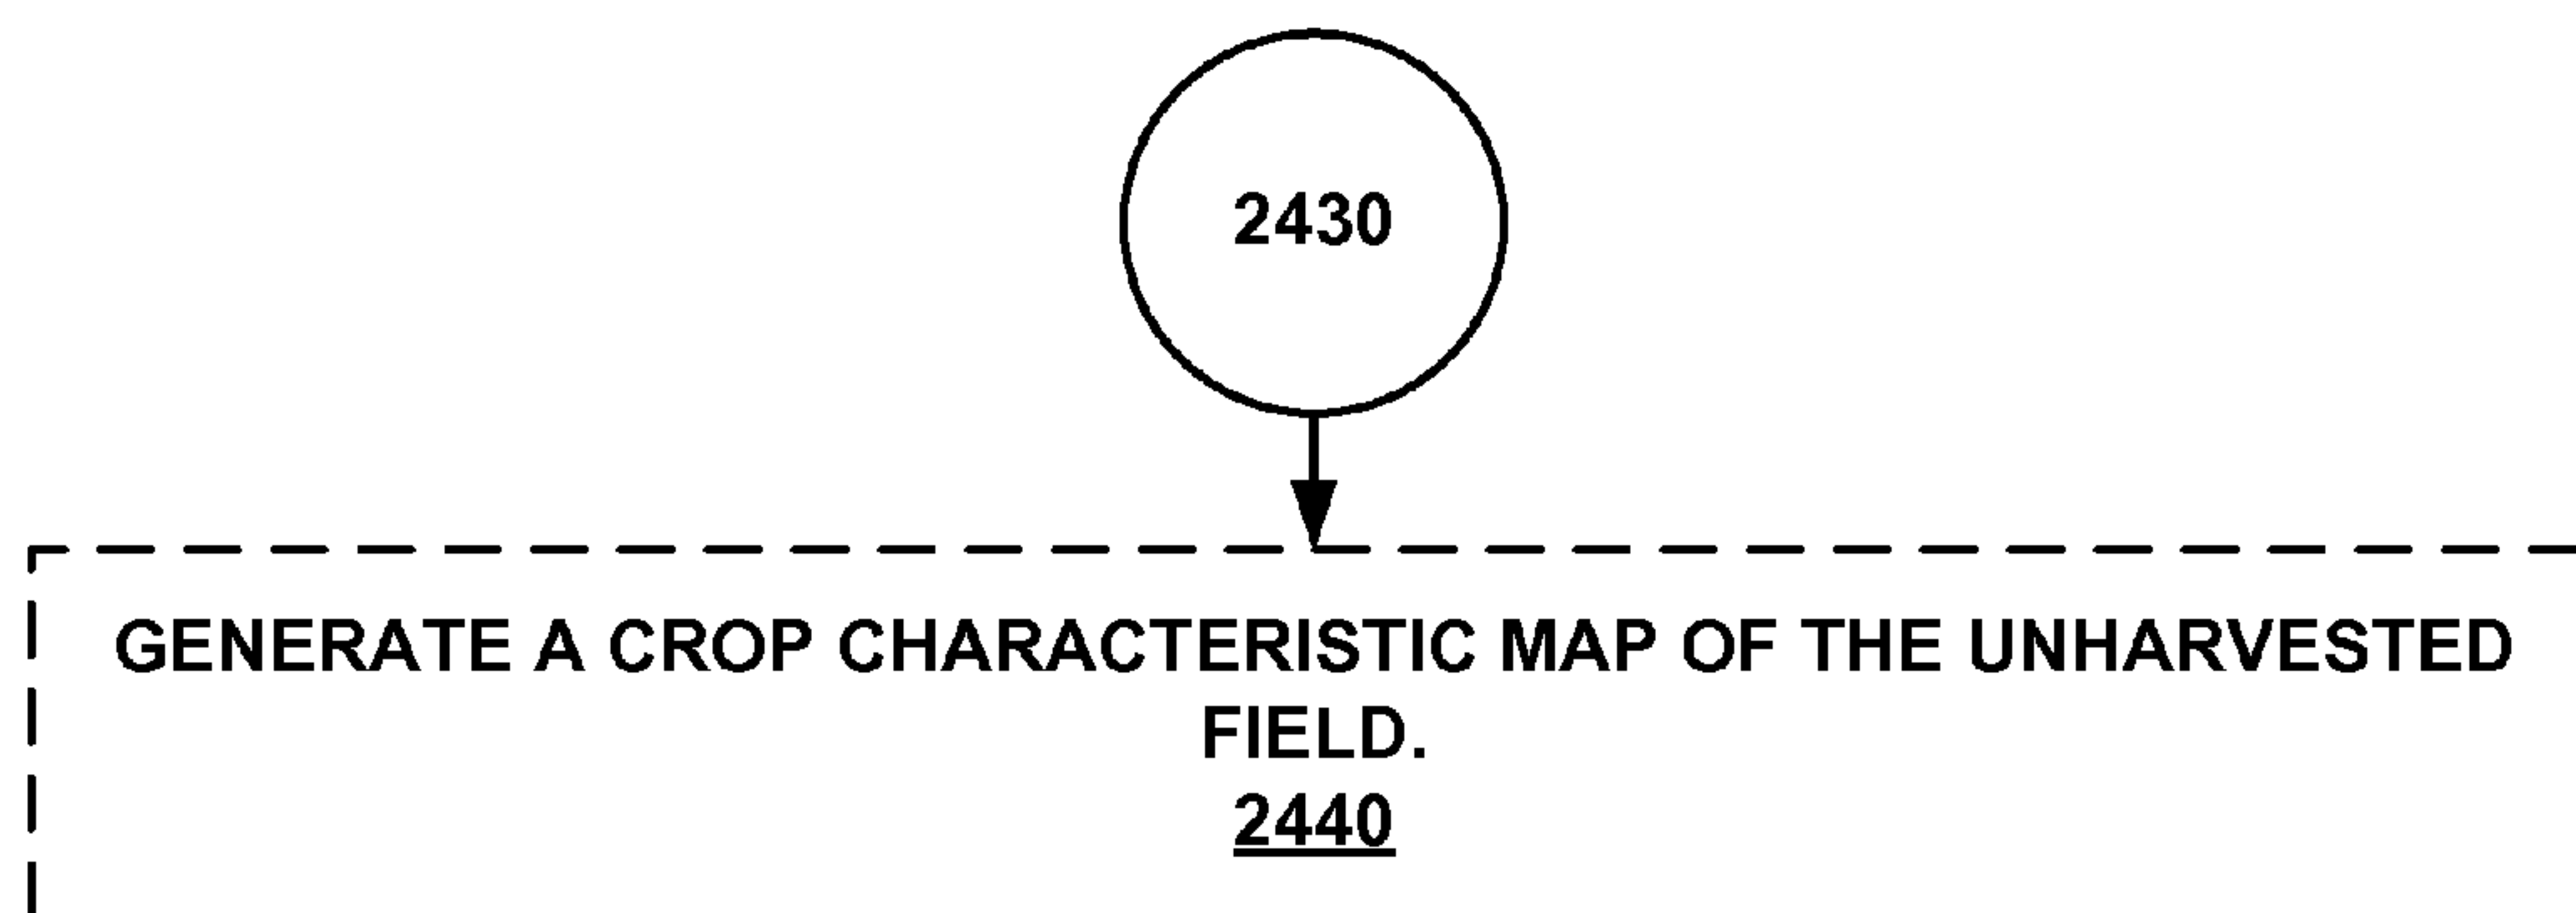 2430
GENERATE A CROP CHARACTERISTIC MAP OF THE UNHARVESTED
FIELD.
2440